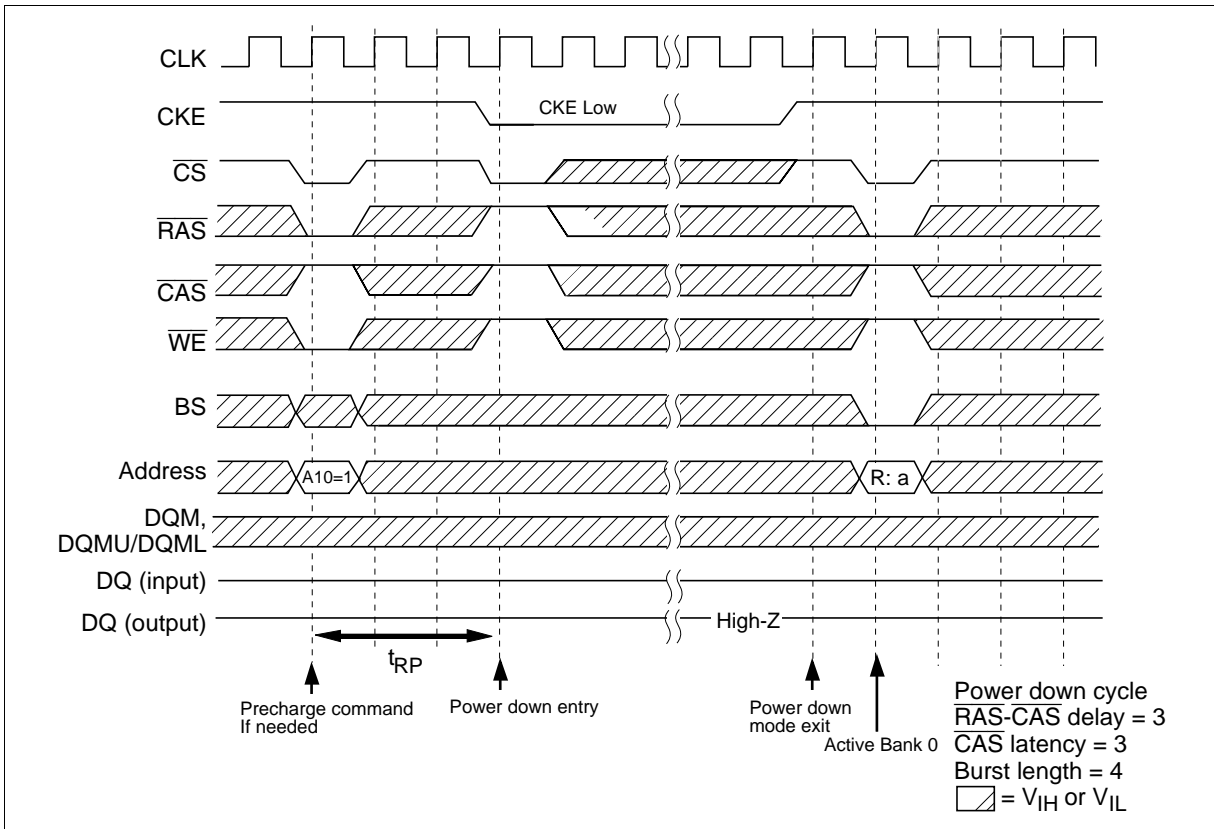 CLK
CKE
CKE Low
CS
RAS
CAS
WE
BS
Address
A10=1
R: a
DQM,
DQMU/DQML
DQ (input)
DQ (output)
High-Z
tRP
Precharge command
If needed
Power down entry
Power down
mode exit
Active Bank 0
Power down cycle
RAS-CAS delay = 3
CAS latency = 3
Burst length = 4
= VIH or VIL